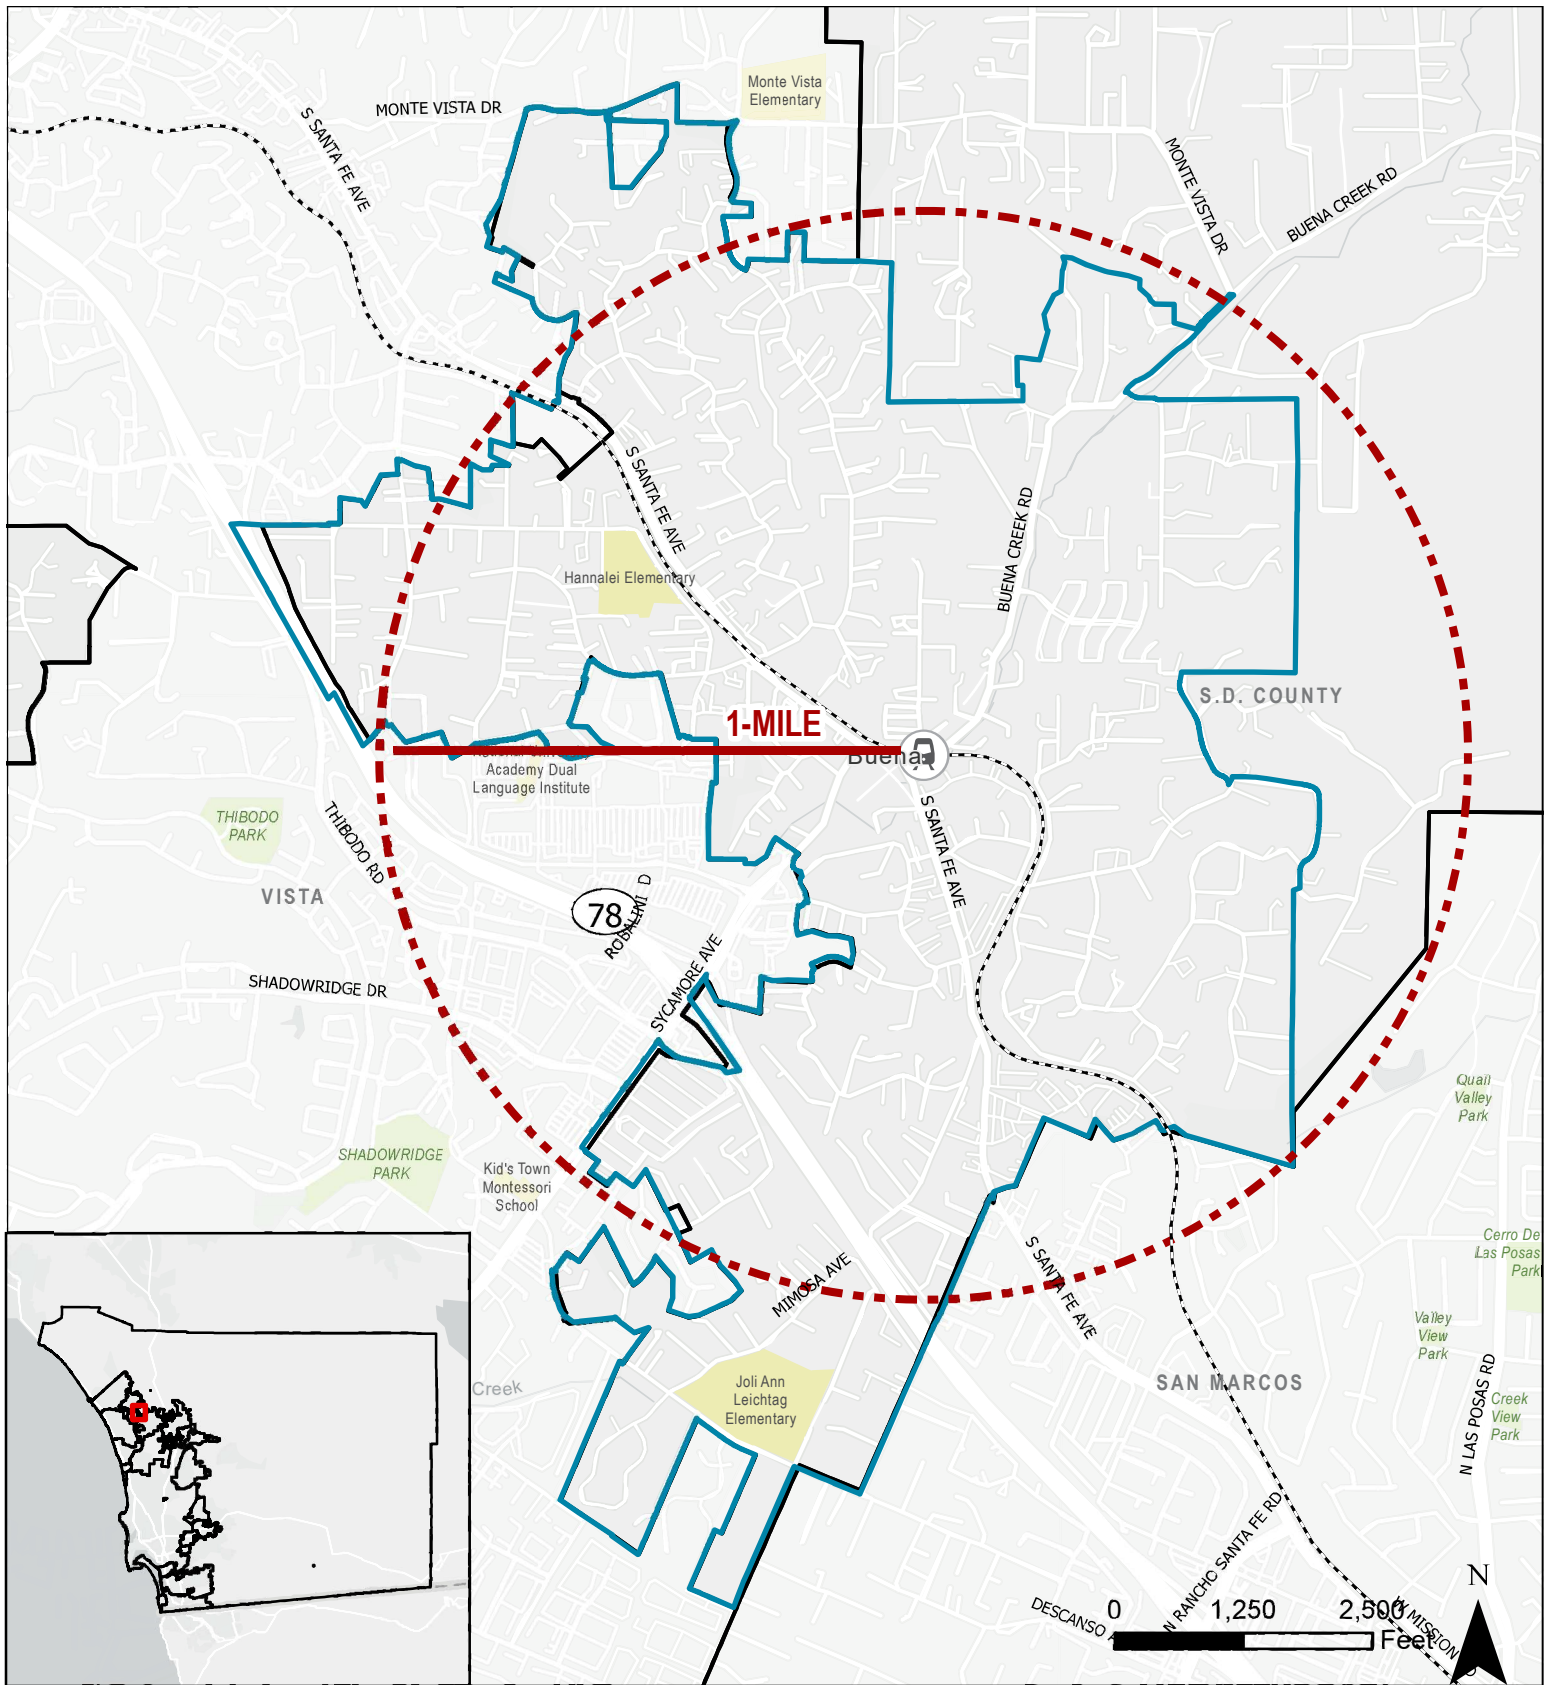 Monte Vista
Elementary
MONTE VISTA DR
S SANTA FE AVE
MONTE VISTA DR
BUENA CREEK RD
S SANTA FE AVE
BUENA CREEK RD
Hannalei Elementary
S.D. COUNTY
1-MILE
Buena
Academy Dual
Language Institute
THIBODO
PARK
THIBODO RD
S SANTA FE AVE
VISTA
78
ROBALINI D
SYCAMORE AVE
SHADOWRIDGE DR
Quail
Valley
Park
SHADOWRIDGE
PARK
Kid's Town
Montessori
School
Cerro De
Las Posas
Park
S SANTA FE AVE
MIMOSA AVE
Valley
View
Park
Joli Ann
Leichtag
Elementary
Creek
SAN MARCOS
N LAS POSAS RD
Creek
View
Park
N RANCHO SANTA FE RD
DESCANSO
W MISSION
N
0 1,250 2,500
Feet